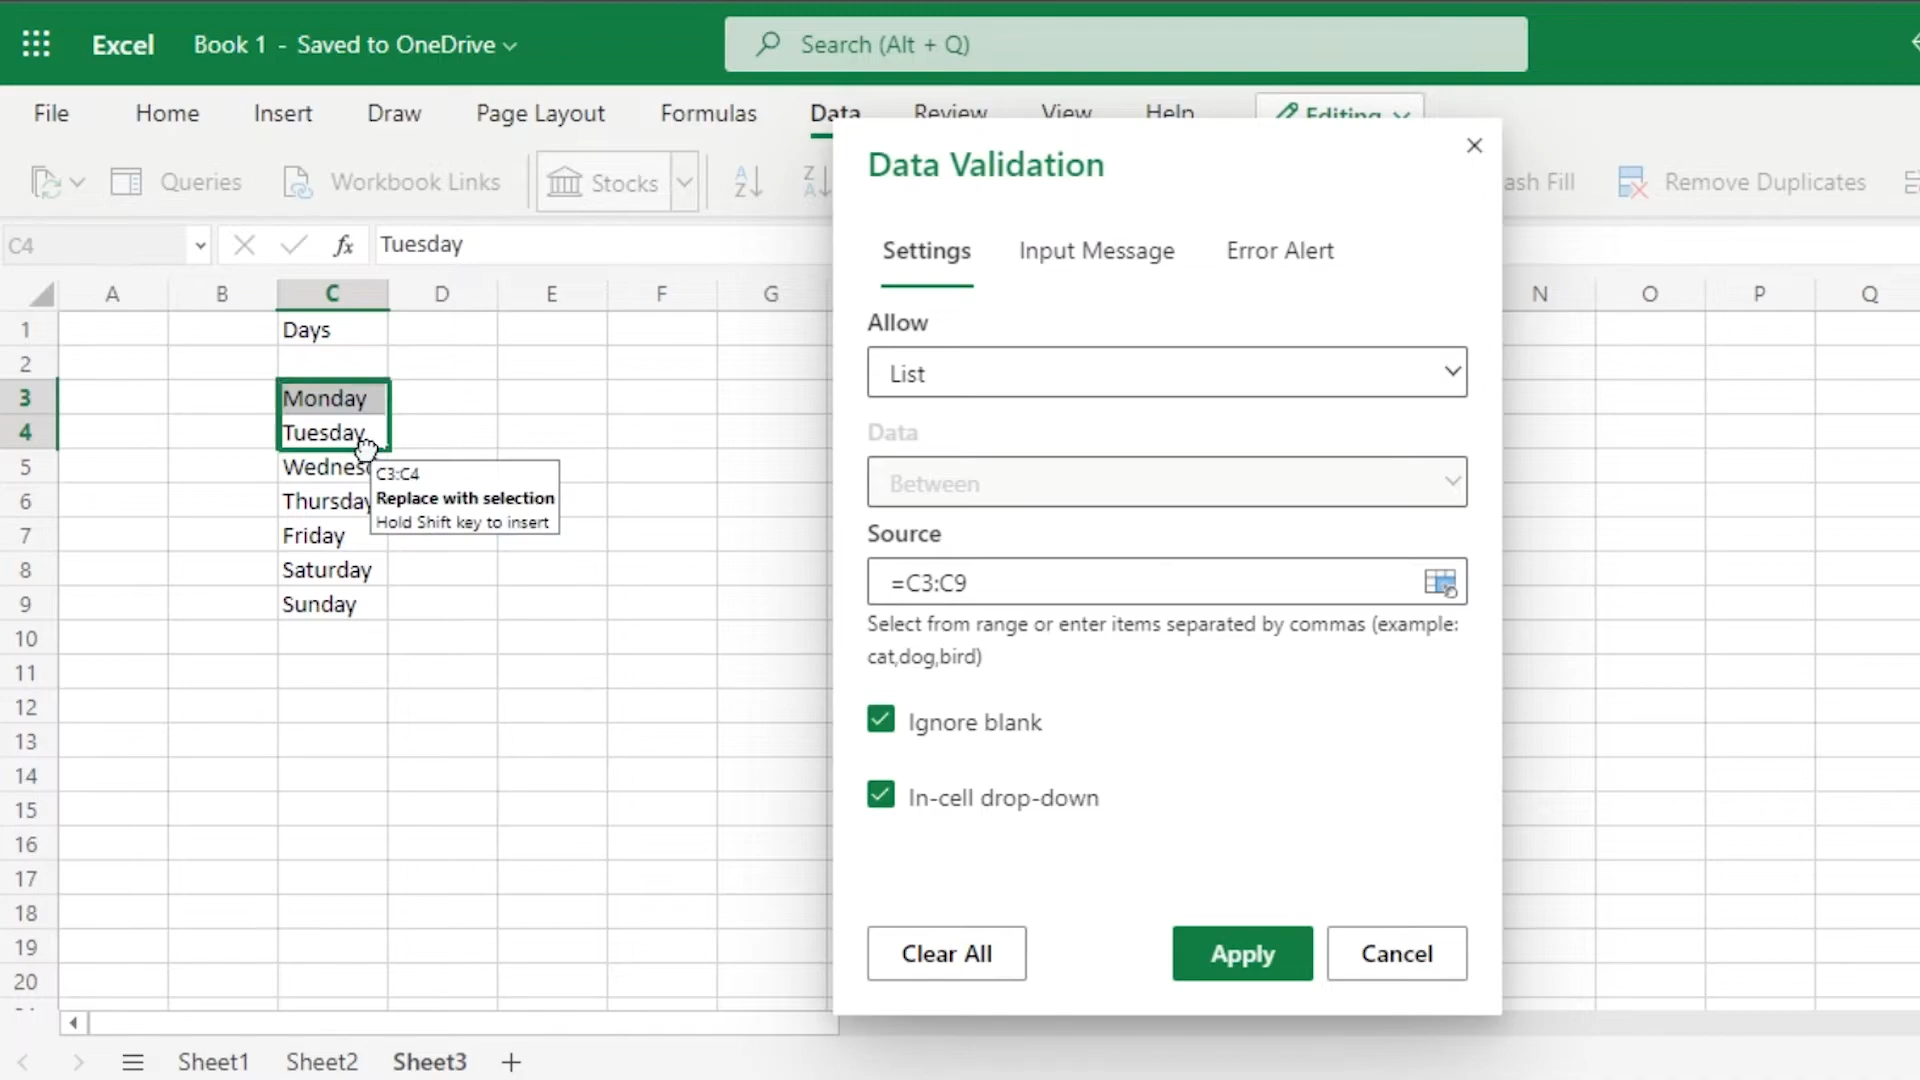 Excel Book 1 - Saved to OneDrive Search (Alt + Q)
File Home Insert Draw Page Layout Formulas Data Review View Help Editing
Queries Workbook Links Stocks A Z Z A ash Fill Remove Duplicates
C4 fx Tuesday
A B C D E F G N O P Q
1 Days
2
3 Monday
4 Tuesday
5 Wednes
6 Thursday
7 Friday
8 Saturday
9 Sunday
10
11
12
13
14
15
16
17
18
19
20
C3:C4
Replace with selection
Hold Shift key to insert
Data Validation
Settings Input Message Error Alert
Allow
List
Data
Between
Source
=C3:C9
Select from range or enter items separated by commas (example:
cat,dog,bird)
Ignore blank
In-cell drop-down
Clear All Apply Cancel
Sheet1 Sheet2 Sheet3